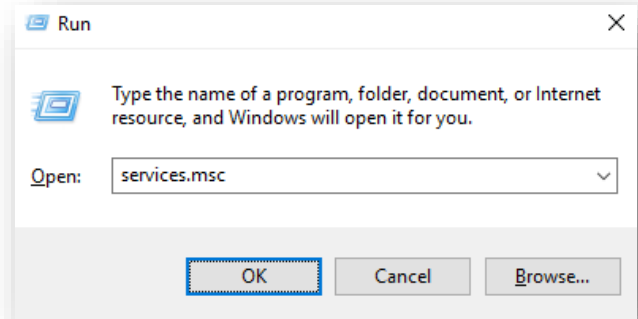 Run
Type the name of a program, folder, document, or Internet
resource, and Windows will open it for you.
Open: services.msc
OK Cancel Browse...